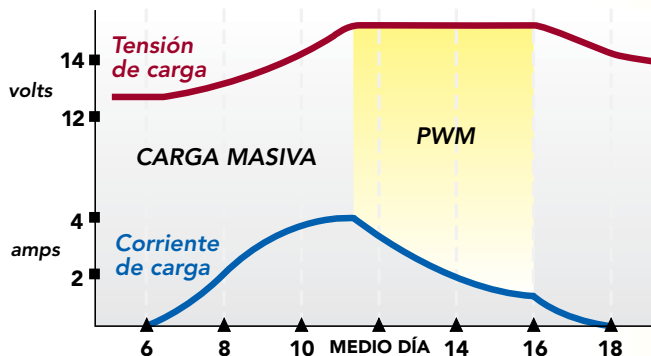 Tensión
de carga
14
volts
12
CARGA MASIVA
PWM
4
amps
Corriente
de carga
2
6 8 10 MEDIO DÍA 14 16 18